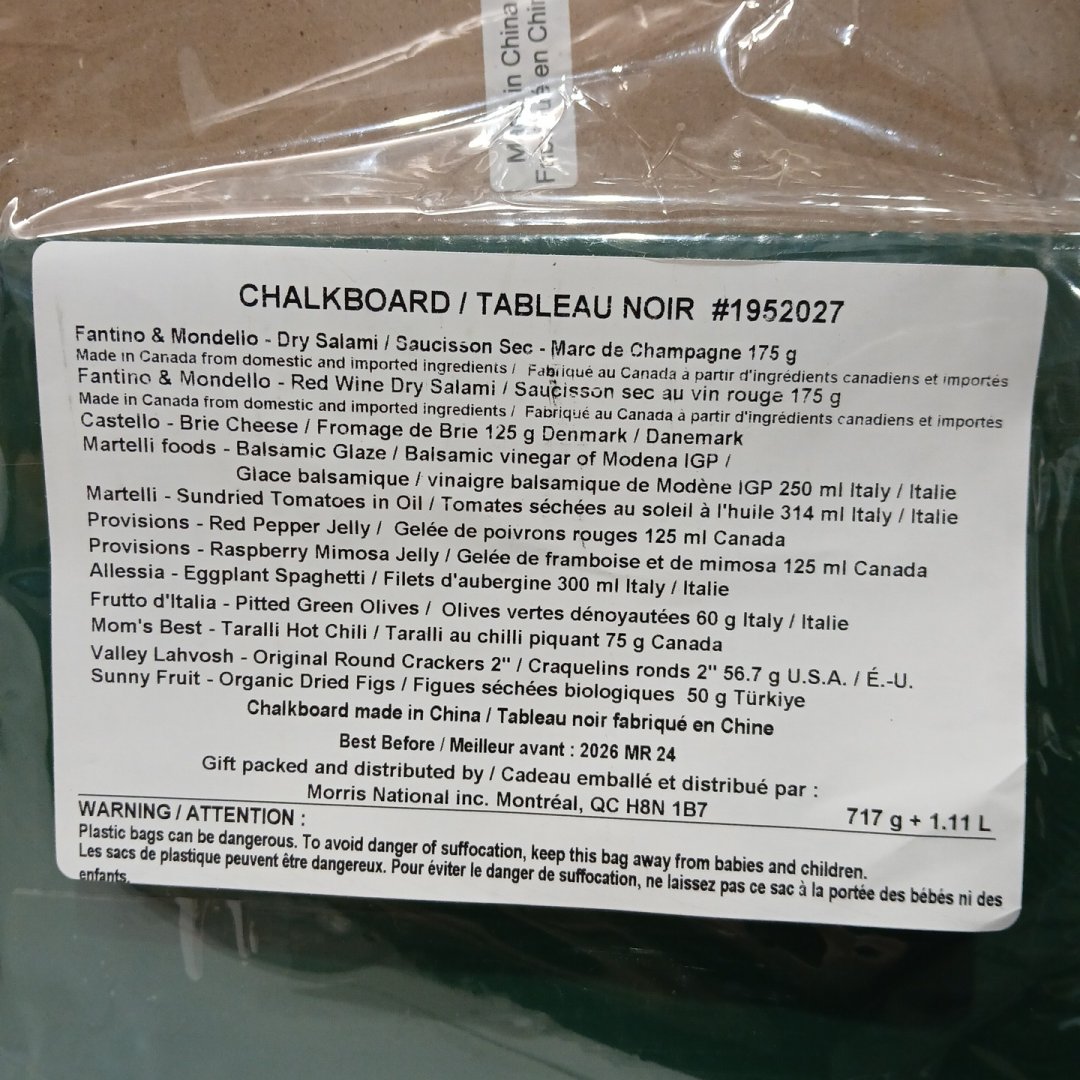 in China
en Chin
CHALKBOARD / TABLEAU NOIR #1952027
Fantino & Mondello - Dry Salami / Saucisson Sec - Marc de Champagne 175 g
Made in Canada from domestic and imported ingredients / Fabriqué au Canada à partir d'ingrédients canadiens et importés
Fantino & Mondello - Red Wine Dry Salami / Saucisson sec au vin rouge 175 g
Made in Canada from domestic and imported ingredients / Fabriqué au Canada à partir d'ingrédients canadiens et importés
Castello - Brie Cheese / Fromage de Brie 125 g Denmark / Danemark
Martelli foods - Balsamic Glaze / Balsamic vinegar of Modena IGP /
Glace balsamique / vinaigre balsamique de Modène IGP 250 ml Italy / Italie
Martelli - Sundried Tomatoes in Oil / Tomates séchées au soleil à l'huile 314 ml Italy / Italie
Provisions - Red Pepper Jelly / Gelée de poivrons rouges 125 ml Canada
Provisions - Raspberry Mimosa Jelly / Gelée de framboise et de mimosa 125 ml Canada
Allessia - Eggplant Spaghetti / Filets d'aubergine 300 ml Italy / Italie
Frutto d'Italia - Pitted Green Olives / Olives vertes dénoyautées 60 g Italy / Italie
Mom's Best - Taralli Hot Chili / Taralli au chilli piquant 75 g Canada
Valley Lahvosh - Original Round Crackers 2" / Craquelins ronds 2" 56.7 g U.S.A. / É.-U.
Sunny Fruit - Organic Dried Figs / Figues séchées biologiques 50 g Türkiye
Chalkboard made in China / Tableau noir fabriqué en Chine
Best Before / Meilleur avant : 2026 MR 24
Gift packed and distributed by / Cadeau emballé et distribué par :
Morris National inc. Montréal, QC H8N 1B7
717 g + 1.11 L
WARNING / ATTENTION :
Plastic bags can be dangerous. To avoid danger of suffocation, keep this bag away from babies and children.
Les sacs de plastique peuvent être dangereux. Pour éviter le danger de suffocation, ne laissez pas ce sac à la portée des bébés ni des
enfants.